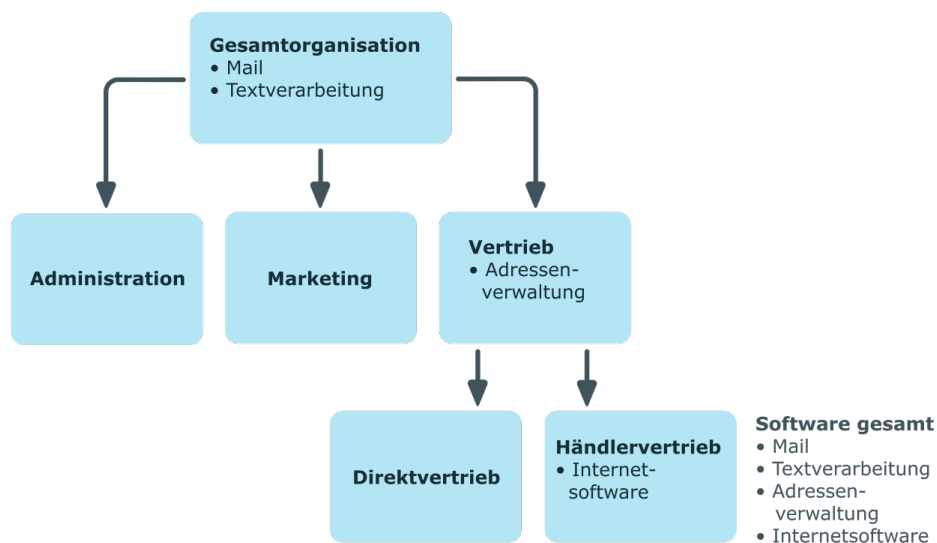 Gesamtorganisation
• Mail
• Textverarbeitung
Administration
Marketing
Vertrieb
• Adressen-
verwaltung
Direktvertrieb
Händlervertrieb
• Internet-
software
Software gesamt
• Mail
• Textverarbeitung
• Adressen-
verwaltung
• Internetsoftware